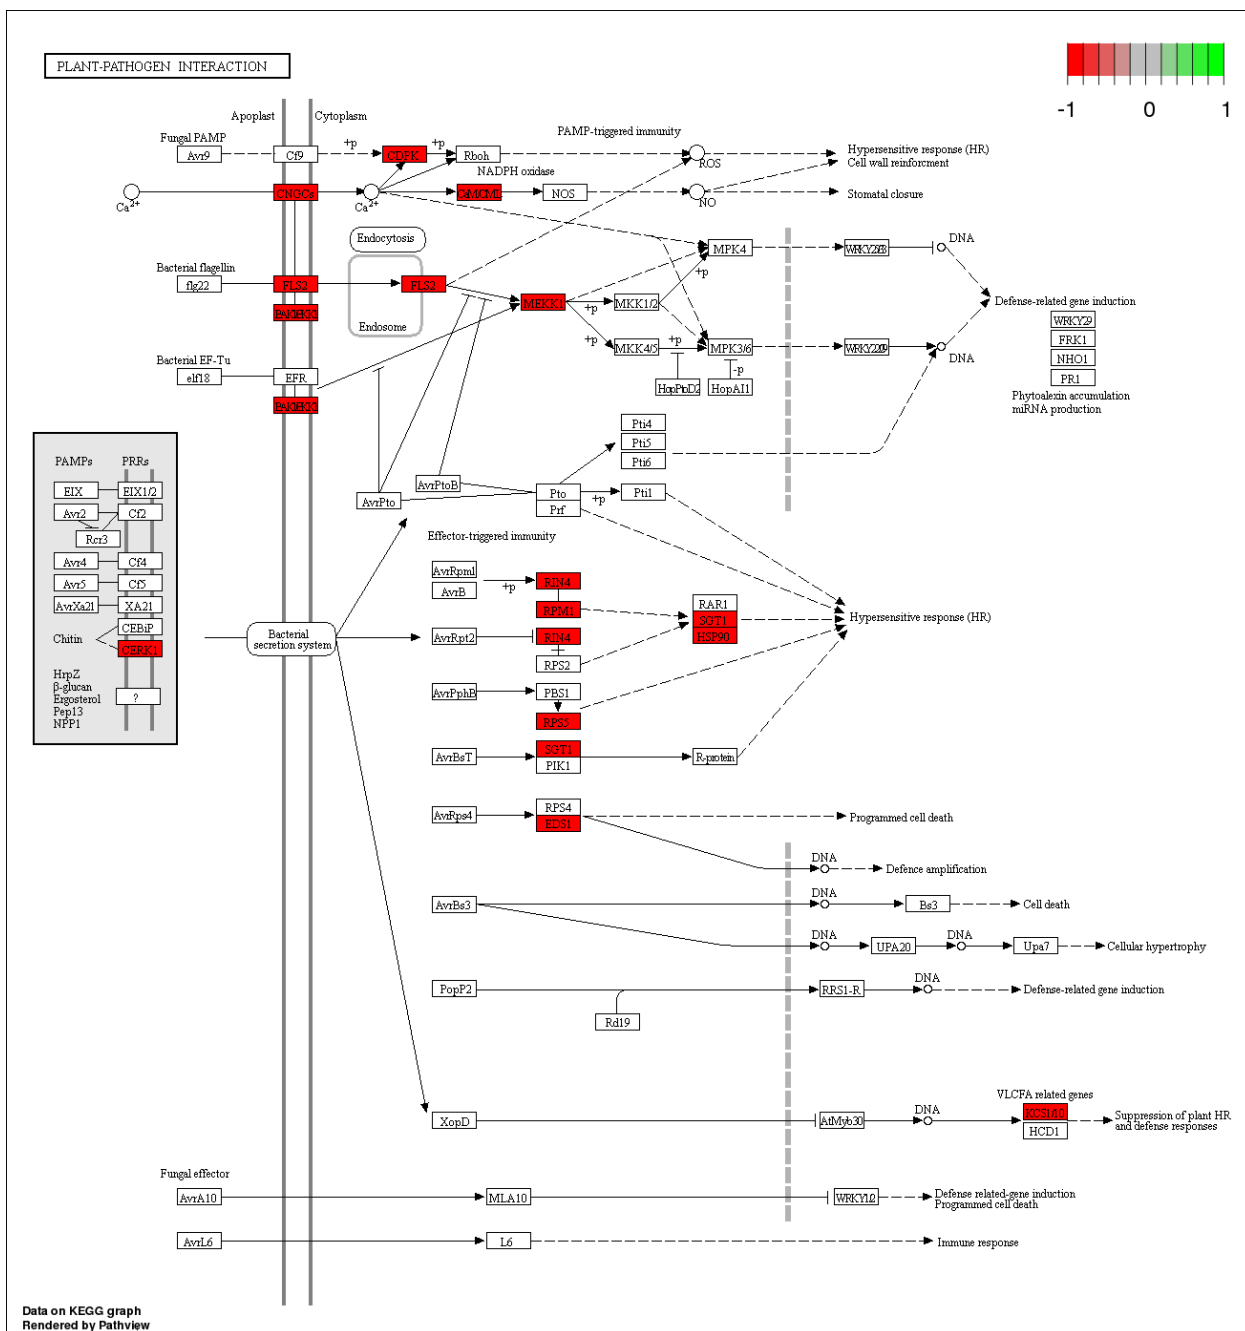 PLANT-PATHOGEN INTERACTION
-1 0 1
Apoplast Cytoplasm
Fungal PAMP
Avr9 Cf9 +p CDPK +p Rboh
PAMP-triggered immunity
ROS
Hypersensitive response (HR)
Cell wall reinforcment
NADPH oxidase
Ca2+ CNGCs Ca2+ CaM/CML NOS NO
Stomatal closure
Endocytosis
MPK4
DNA
Bacterial flagellin
flg22 FLS2 FLS2
+p
MEKK1 +p MKK1/2
Defense-related gene induction
Endosome
WRKY29
FRK1
NHO1
PR1
+p MKK4/5 +p MPK3/6
DNA
-p
HopPtoD2 HopAI1
Phytoalexin accumulation
miRNA production
Bacterial EF-Tu
elf18 EFR
Pti4
Pti5
Pti6
PAMPs PRRs
EIX EIX1/2
Avr2 Cf2
Rcr3
Avr4 Cf4
Avr5 Cf5
AvrXa21 XA21
Chitin
CEBiP
CERK1
HrpZ
β-glucan
Ergosterol
Pep13
NPP1
?
AvrPto AvrPtoB
Pto +p Pti1
Prf
Effector-triggered immunity
AvrRpm1
AvrB
+p RIN4
RPM1
RAR1
SGT1
HSP90
Hypersensitive response (HR)
Bacterial
secretion system
AvrRpt2 RIN4
RPS2
AvrPphB PBS1
RPS5
AvrBsT SGT1
PIK1
R-protein
AvrRps4 RPS4
EDS1
Programmed cell death
DNA
Defence amplification
AvrBs3 DNA Bs3 Cell death
DNA UPA20 DNA Upa7 Cellular hypertrophy
PopP2 RRS1-R DNA Defense-related gene induction
Rd19
VLCFA related genes
XopD AtMyb30 DNA KCS1/10
HCD1
Suppression of plant HR
and defense responses
Fungal effector
AvrA10 MLA10 WRKY1/2
Defense related-gene induction
Programmed cell death
AvrL6 L6 Immune response
Data on KEGG graph
Rendered by Pathview